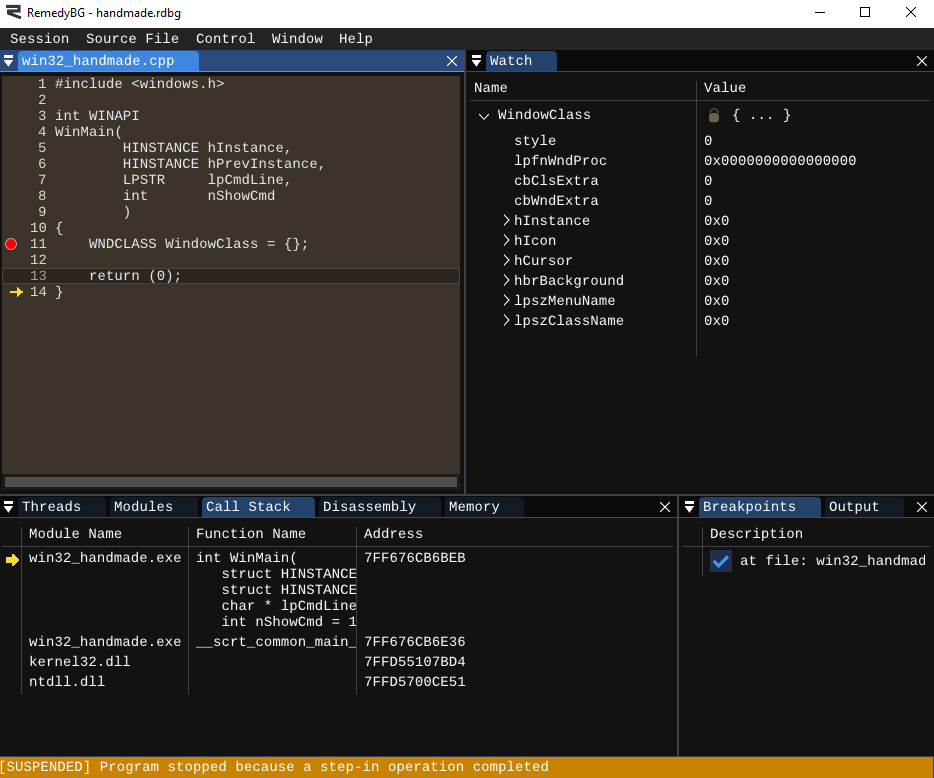 RemedyBG - handmade.rdbg
Session Source File Control Window Help
win32_handmade.cpp
1 #include <windows.h>
2
3 int WINAPI
4 WinMain(
5 HINSTANCE hInstance,
6 HINSTANCE hPrevInstance,
7 LPSTR lpCmdLine,
8 int nShowCmd
9 )
10 {
11 WNDCLASS WindowClass = {};
12
13 return (0);
14 }
Watch
Name Value
WindowClass { ... }
style 0
lpfnWndProc 0x0000000000000000
cbClsExtra 0
cbWndExtra 0
hInstance 0x0
hIcon 0x0
hCursor 0x0
hbrBackground 0x0
lpszMenuName 0x0
lpszClassName 0x0
Threads Modules Call Stack Disassembly Memory
Module Name Function Name Address
win32_handmade.exe int WinMain( 7FF676CB6BEB
struct HINSTANCE
struct HINSTANCE
char * lpCmdLine
int nShowCmd = 1
win32_handmade.exe __scrt_common_main_ 7FF676CB6E36
kernel32.dll 7FFD55107BD4
ntdll.dll 7FFD5700CE51
Breakpoints Output
Description
at file: win32_handmad
[SUSPENDED] Program stopped because a step-in operation completed